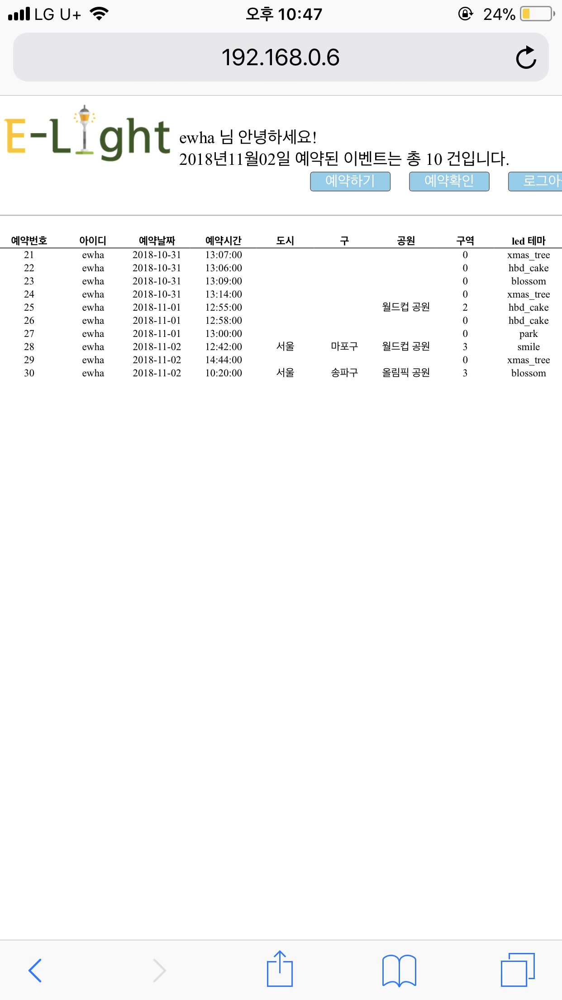 LG U+ 오후 10:47 24%
192.168.0.6
E-Light
ewha 님 안녕하세요!
2018년11월02일 예약된 이벤트는 총 10 건입니다.
예약하기 예약확인 로그아
예약번호 아이디 예약날짜 예약시간 도시 구 공원 구역 led 테마
21 ewha 2018-10-31 13:07:00 0 xmas_tree
22 ewha 2018-10-31 13:06:00 0 hbd_cake
23 ewha 2018-10-31 13:09:00 0 blossom
24 ewha 2018-10-31 13:14:00 0 xmas_tree
25 ewha 2018-11-01 12:55:00 월드컵 공원 2 hbd_cake
26 ewha 2018-11-01 12:58:00 0 hbd_cake
27 ewha 2018-11-01 13:00:00 0 park
28 ewha 2018-11-02 12:42:00 서울 마포구 월드컵 공원 3 smile
29 ewha 2018-11-02 14:44:00 0 xmas_tree
30 ewha 2018-11-02 10:20:00 서울 송파구 올림픽 공원 3 blossom